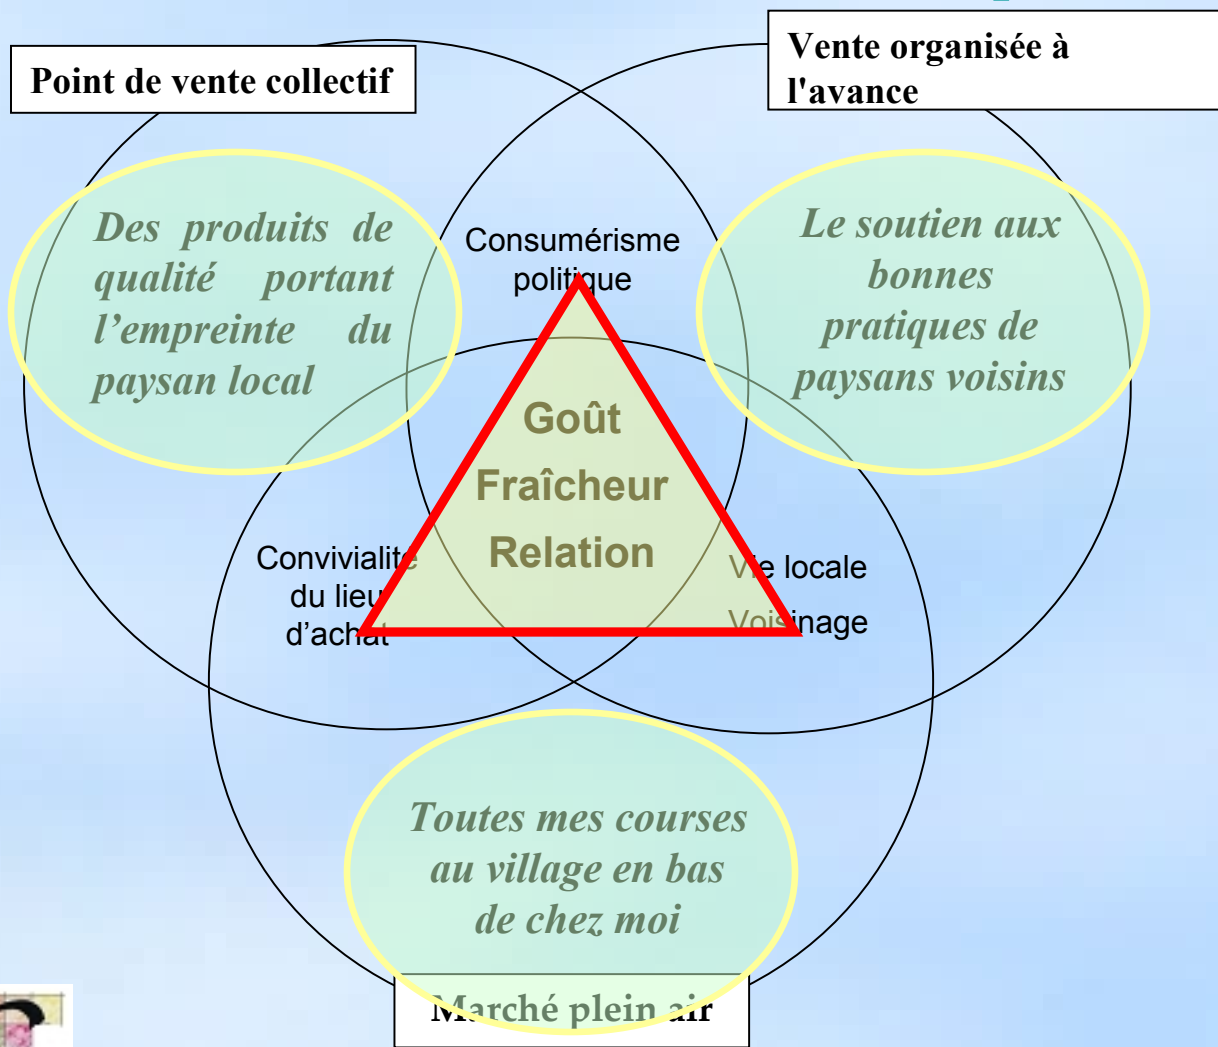 Point de vente collectif
Vente organisée à
l'avance
Des produits de
qualité portant
l’empreinte du
paysan local
Consumérisme
politique
Le soutien aux
bonnes
pratiques de
paysans voisins
Goût
Fraîcheur
Relation
Convivialité
du lieu
d’achat
Vie locale
Voisinage
Toutes mes courses
au village en bas
de chez moi
Marché plein air